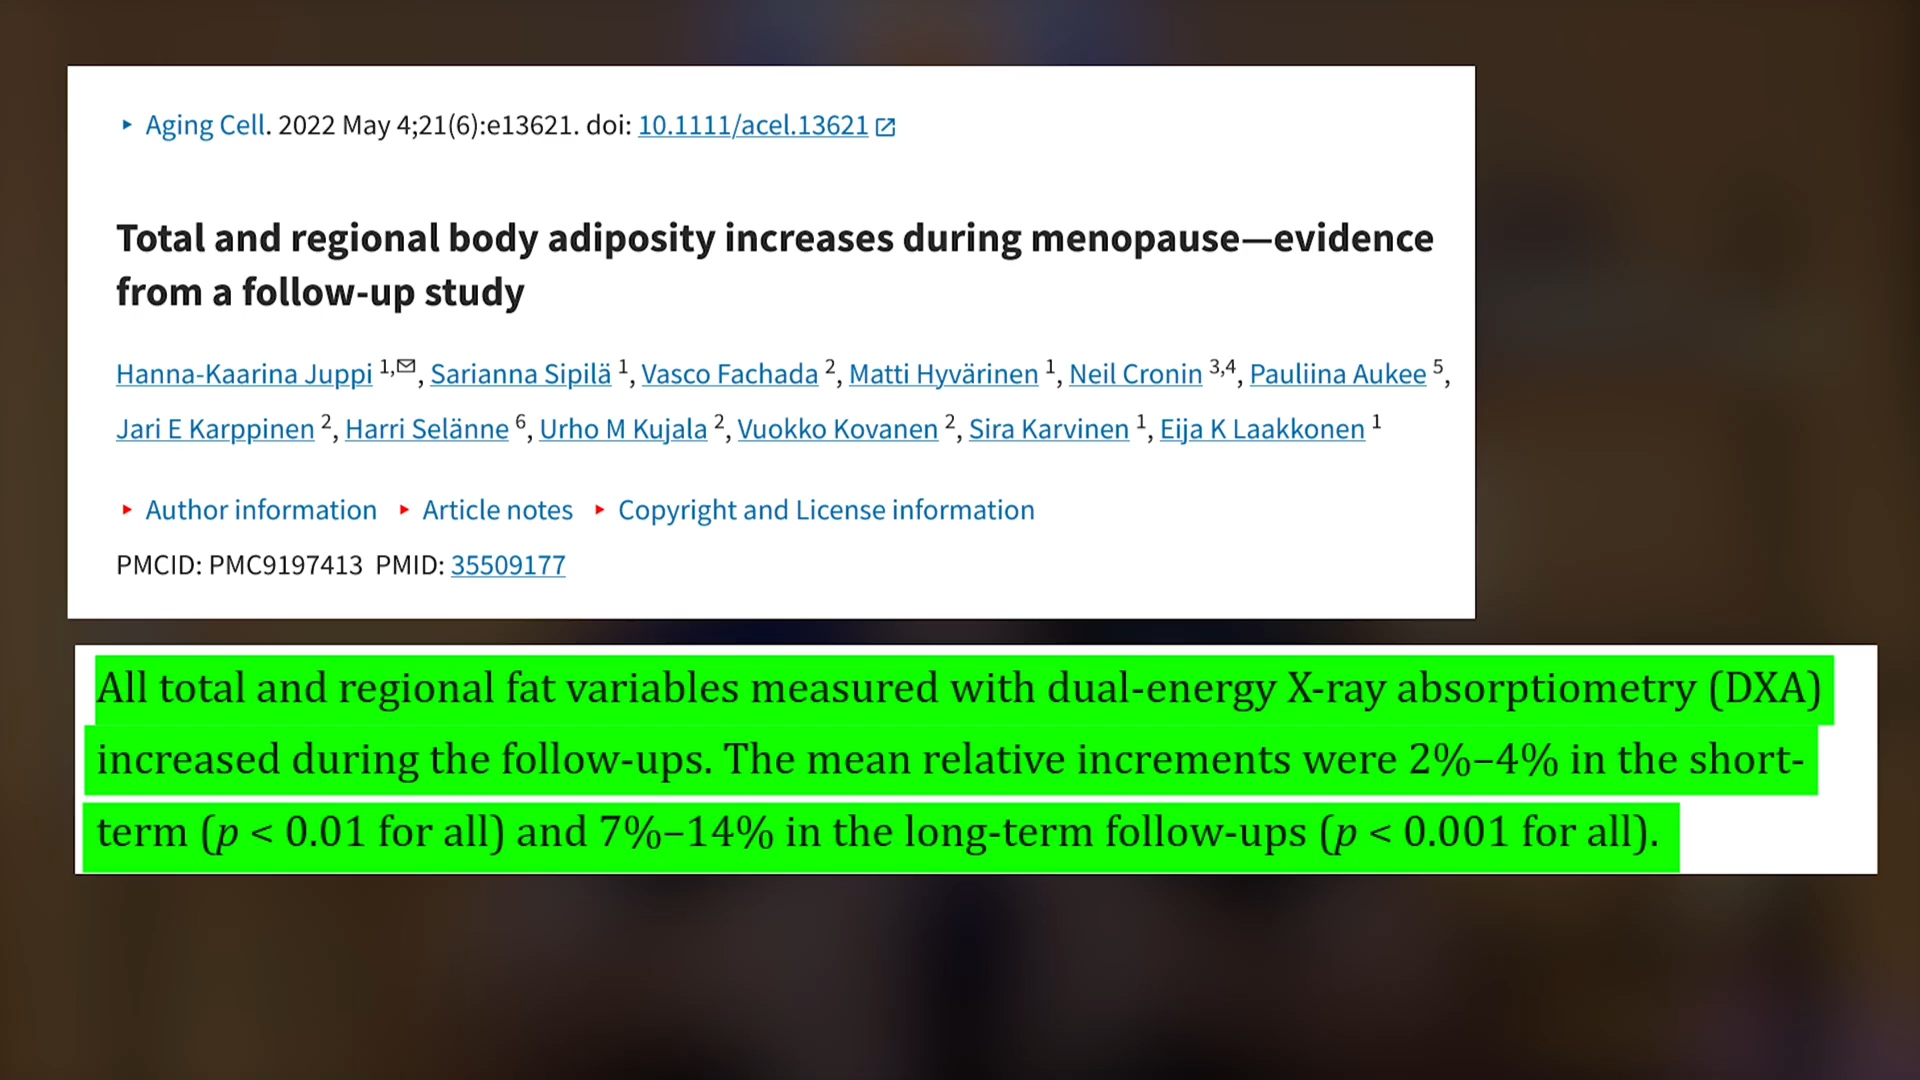 Aging Cell. 2022 May 4;21(6):e13621. doi: 10.1111/acel.13621
Total and regional body adiposity increases during menopause—evidence
from a follow-up study
Hanna-Kaarina Juppi 1,✉, Sarianna Sipilä 1, Vasco Fachada 2, Matti Hyvärinen 1, Neil Cronin 3,4, Pauliina Aukee 5,
Jari E Karppinen 2, Harri Selänne 6, Urho M Kujala 2, Vuokko Kovanen 2, Sira Karvinen 1, Eija K Laakkonen 1
Author information Article notes Copyright and License information
PMCID: PMC9197413 PMID: 35509177
All total and regional fat variables measured with dual-energy X-ray absorptiometry (DXA)
increased during the follow-ups. The mean relative increments were 2%–4% in the short-
term (p < 0.01 for all) and 7%–14% in the long-term follow-ups (p < 0.001 for all).